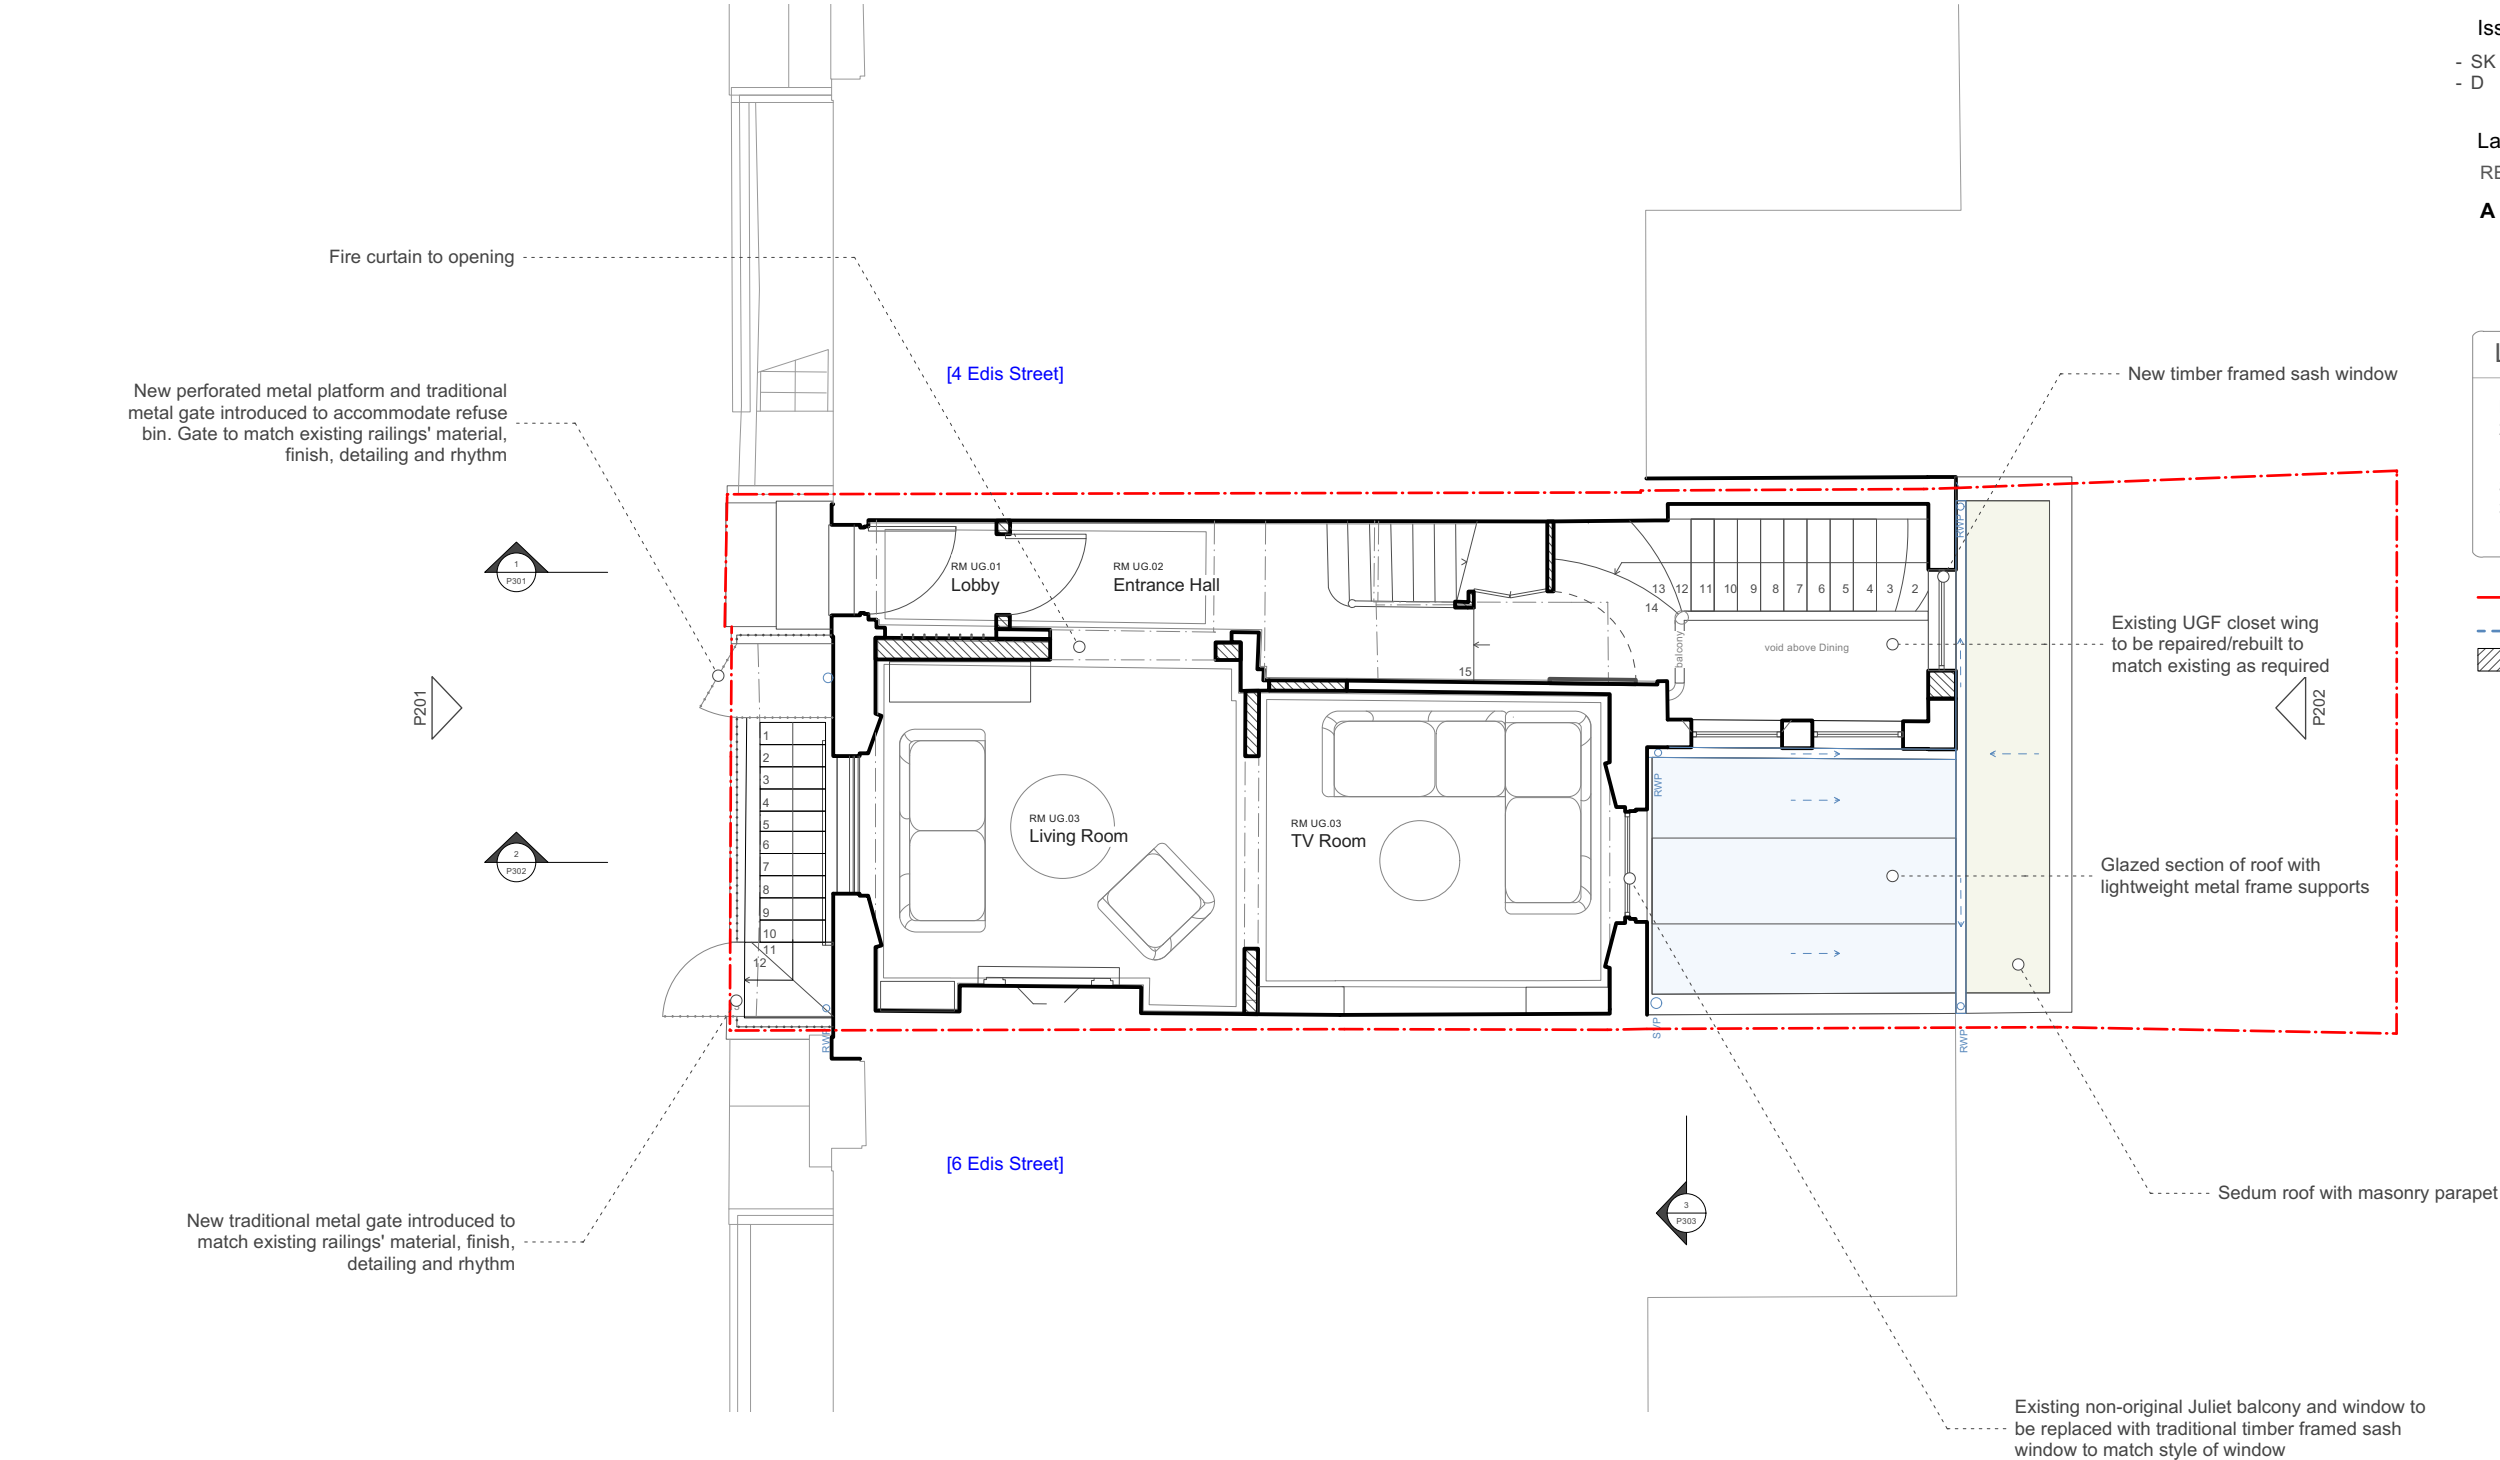 Iss
- SK
- D
La
RE
A
L
Fire curtain to opening
[4 Edis Street]
New timber framed sash window
New perforated metal platform and traditional
metal gate introduced to accommodate refuse
bin. Gate to match existing railings' material,
finish, detailing and rhythm
RWP
1
P301
RM UG.01
Lobby
RM UG.02
Entrance Hall
13 12 11 10 9 8 7 6 5 4 3 2
14
15
balcony
void above Dining
Existing UGF closet wing
to be repaired/rebuilt to
match existing as required
P201
P202
1
2
3
4
5
6
7
8
9
10
11
12
RWP
RM UG.03
Living Room
RM UG.03
TV Room
2
P302
Glazed section of roof with
lightweight metal frame supports
RWP
SVP
RWP
[6 Edis Street]
3
P303
Sedum roof with masonry parapet
New traditional metal gate introduced to
match existing railings' material, finish,
detailing and rhythm
Existing non-original Juliet balcony and window to
be replaced with traditional timber framed sash
window to match style of window